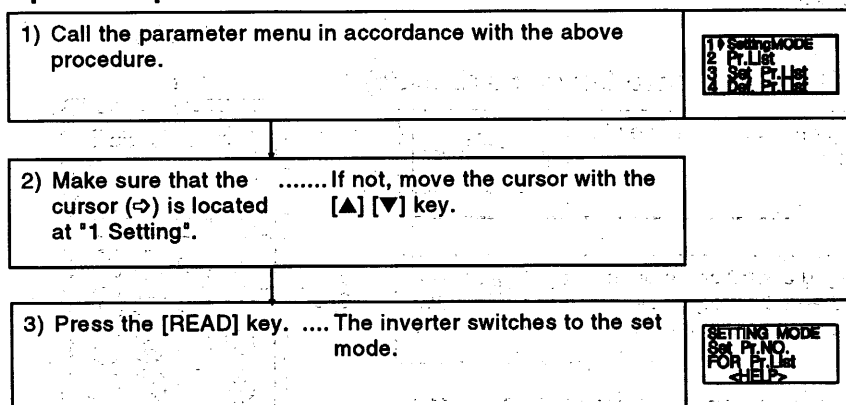 1) Call the parameter menu in accordance with the above
procedure.
1 SettingMODE
2 Pr.List
3 Set Pr.List
4 Def. Pr.List
2) Make sure that the ....... If not, move the cursor with the
cursor (⇨) is located [▲] [▼] key.
at "1 Setting".
3) Press the [READ] key. .... The inverter switches to the set
mode.
SETTING MODE
Set Pr.NO.
FOR Pr.List
<HELP>